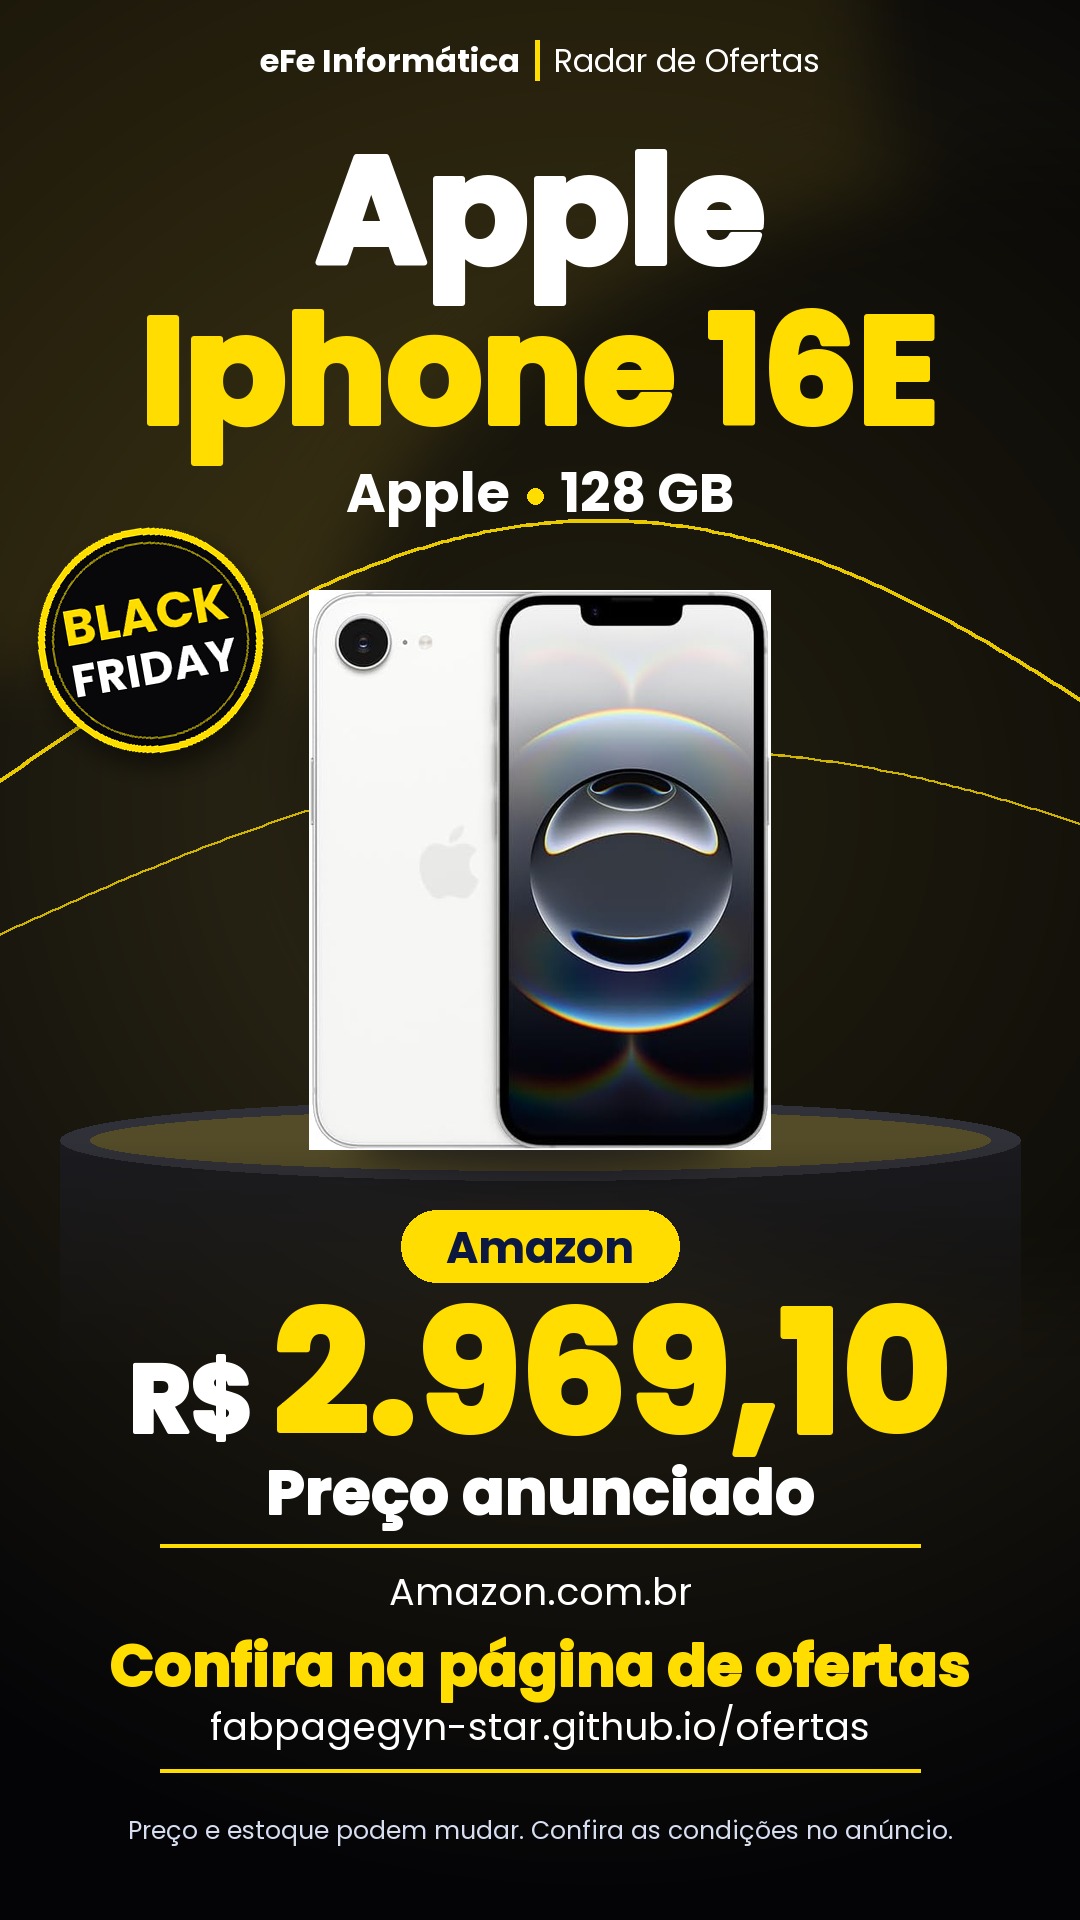 eFe Informática | Radar de Ofertas
Apple
Iphone 16E
Apple • 128 GB
BLACK
FRIDAY
Amazon
R$ 2.969,10
Preço anunciado
Amazon.com.br
Confira na página de ofertas
fabpagegyn-star.github.io/ofertas
Preço e estoque podem mudar. Confira as condições no anúncio.